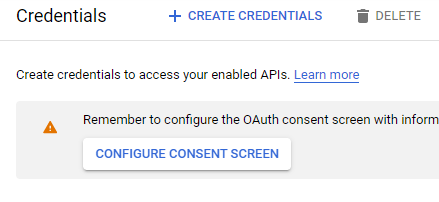 Credentials
+ CREATE CREDENTIALS
DELETE
Create credentials to access your enabled APIs. Learn more
Remember to configure the OAuth consent screen with inform
CONFIGURE CONSENT SCREEN